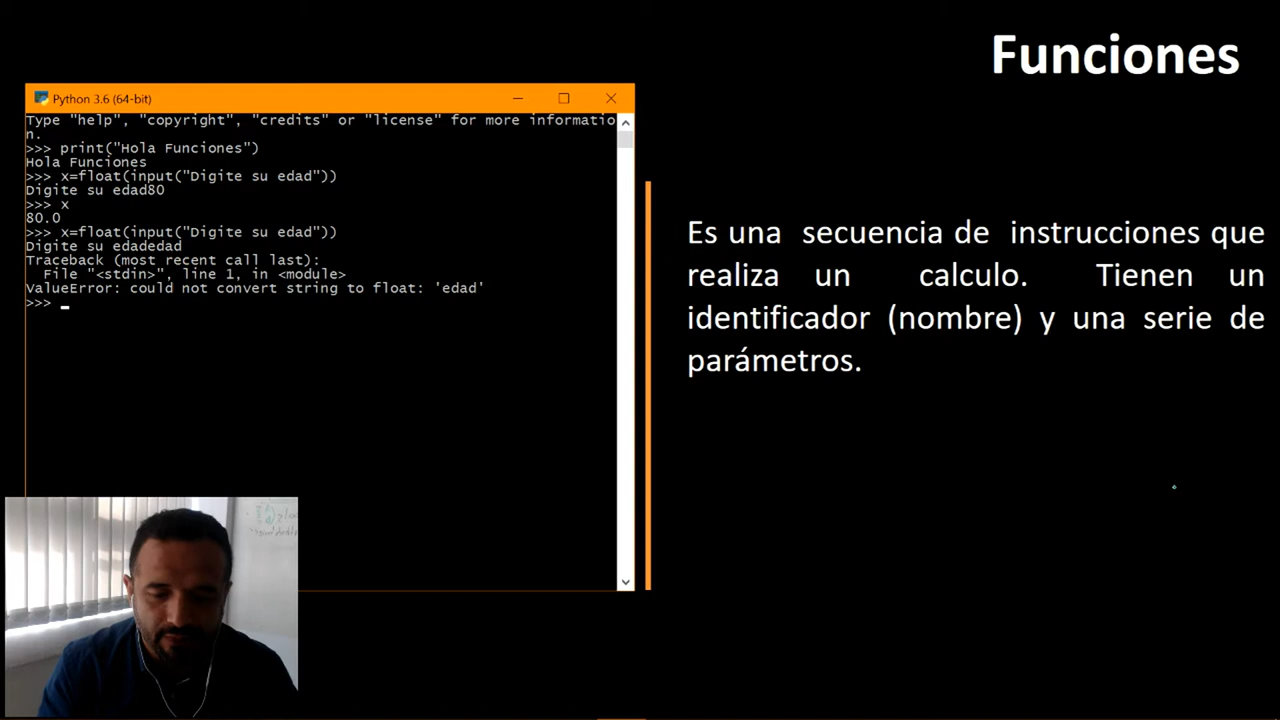 Funciones
Python 3.6 (64-bit)
Type "help", "copyright", "credits" or "license" for more informatio
n.
>>> print("Hola Funciones")
Hola Funciones
>>> x=float(input("Digite su edad"))
Digite su edad80
>>> x
80.0
>>> x=float(input("Digite su edad"))
Digite su edadedad
Traceback (most recent call last):
  File "<stdin>", line 1, in <module>
ValueError: could not convert string to float: 'edad'
>>> _
Es una secuencia de instrucciones que
realiza un calculo. Tienen un
identificador (nombre) y una serie de
parámetros.